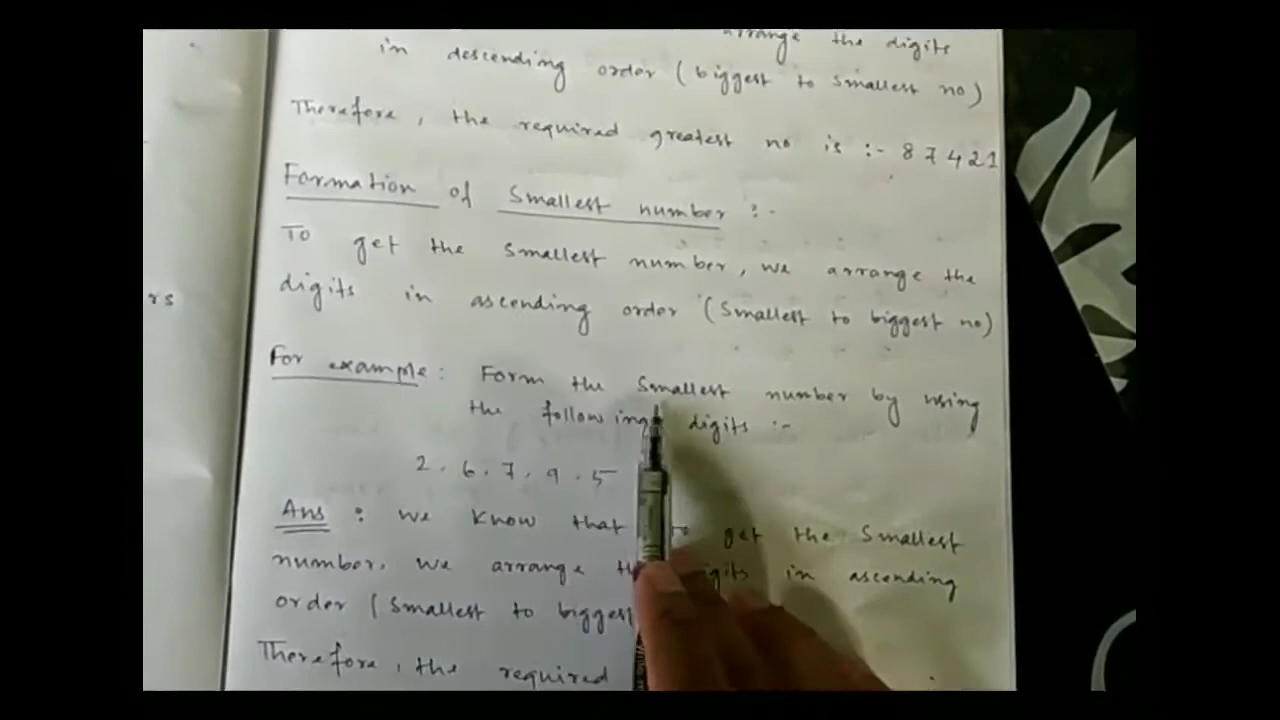 arrange the digits
in descending order (biggest to smallest no)
Therefore, the required greatest no is :- 87421
Formation of Smallest number :-
To get the smallest number, we arrange the
digits in ascending order (smallest to biggest no)
rs
For example: Form the smallest number by using
the following digits :-
2, 6, 7, 9, 5
Ans : We know that to get the smallest
number, we arrange digits in ascending
order (smallest to biggest
Therefore, the required